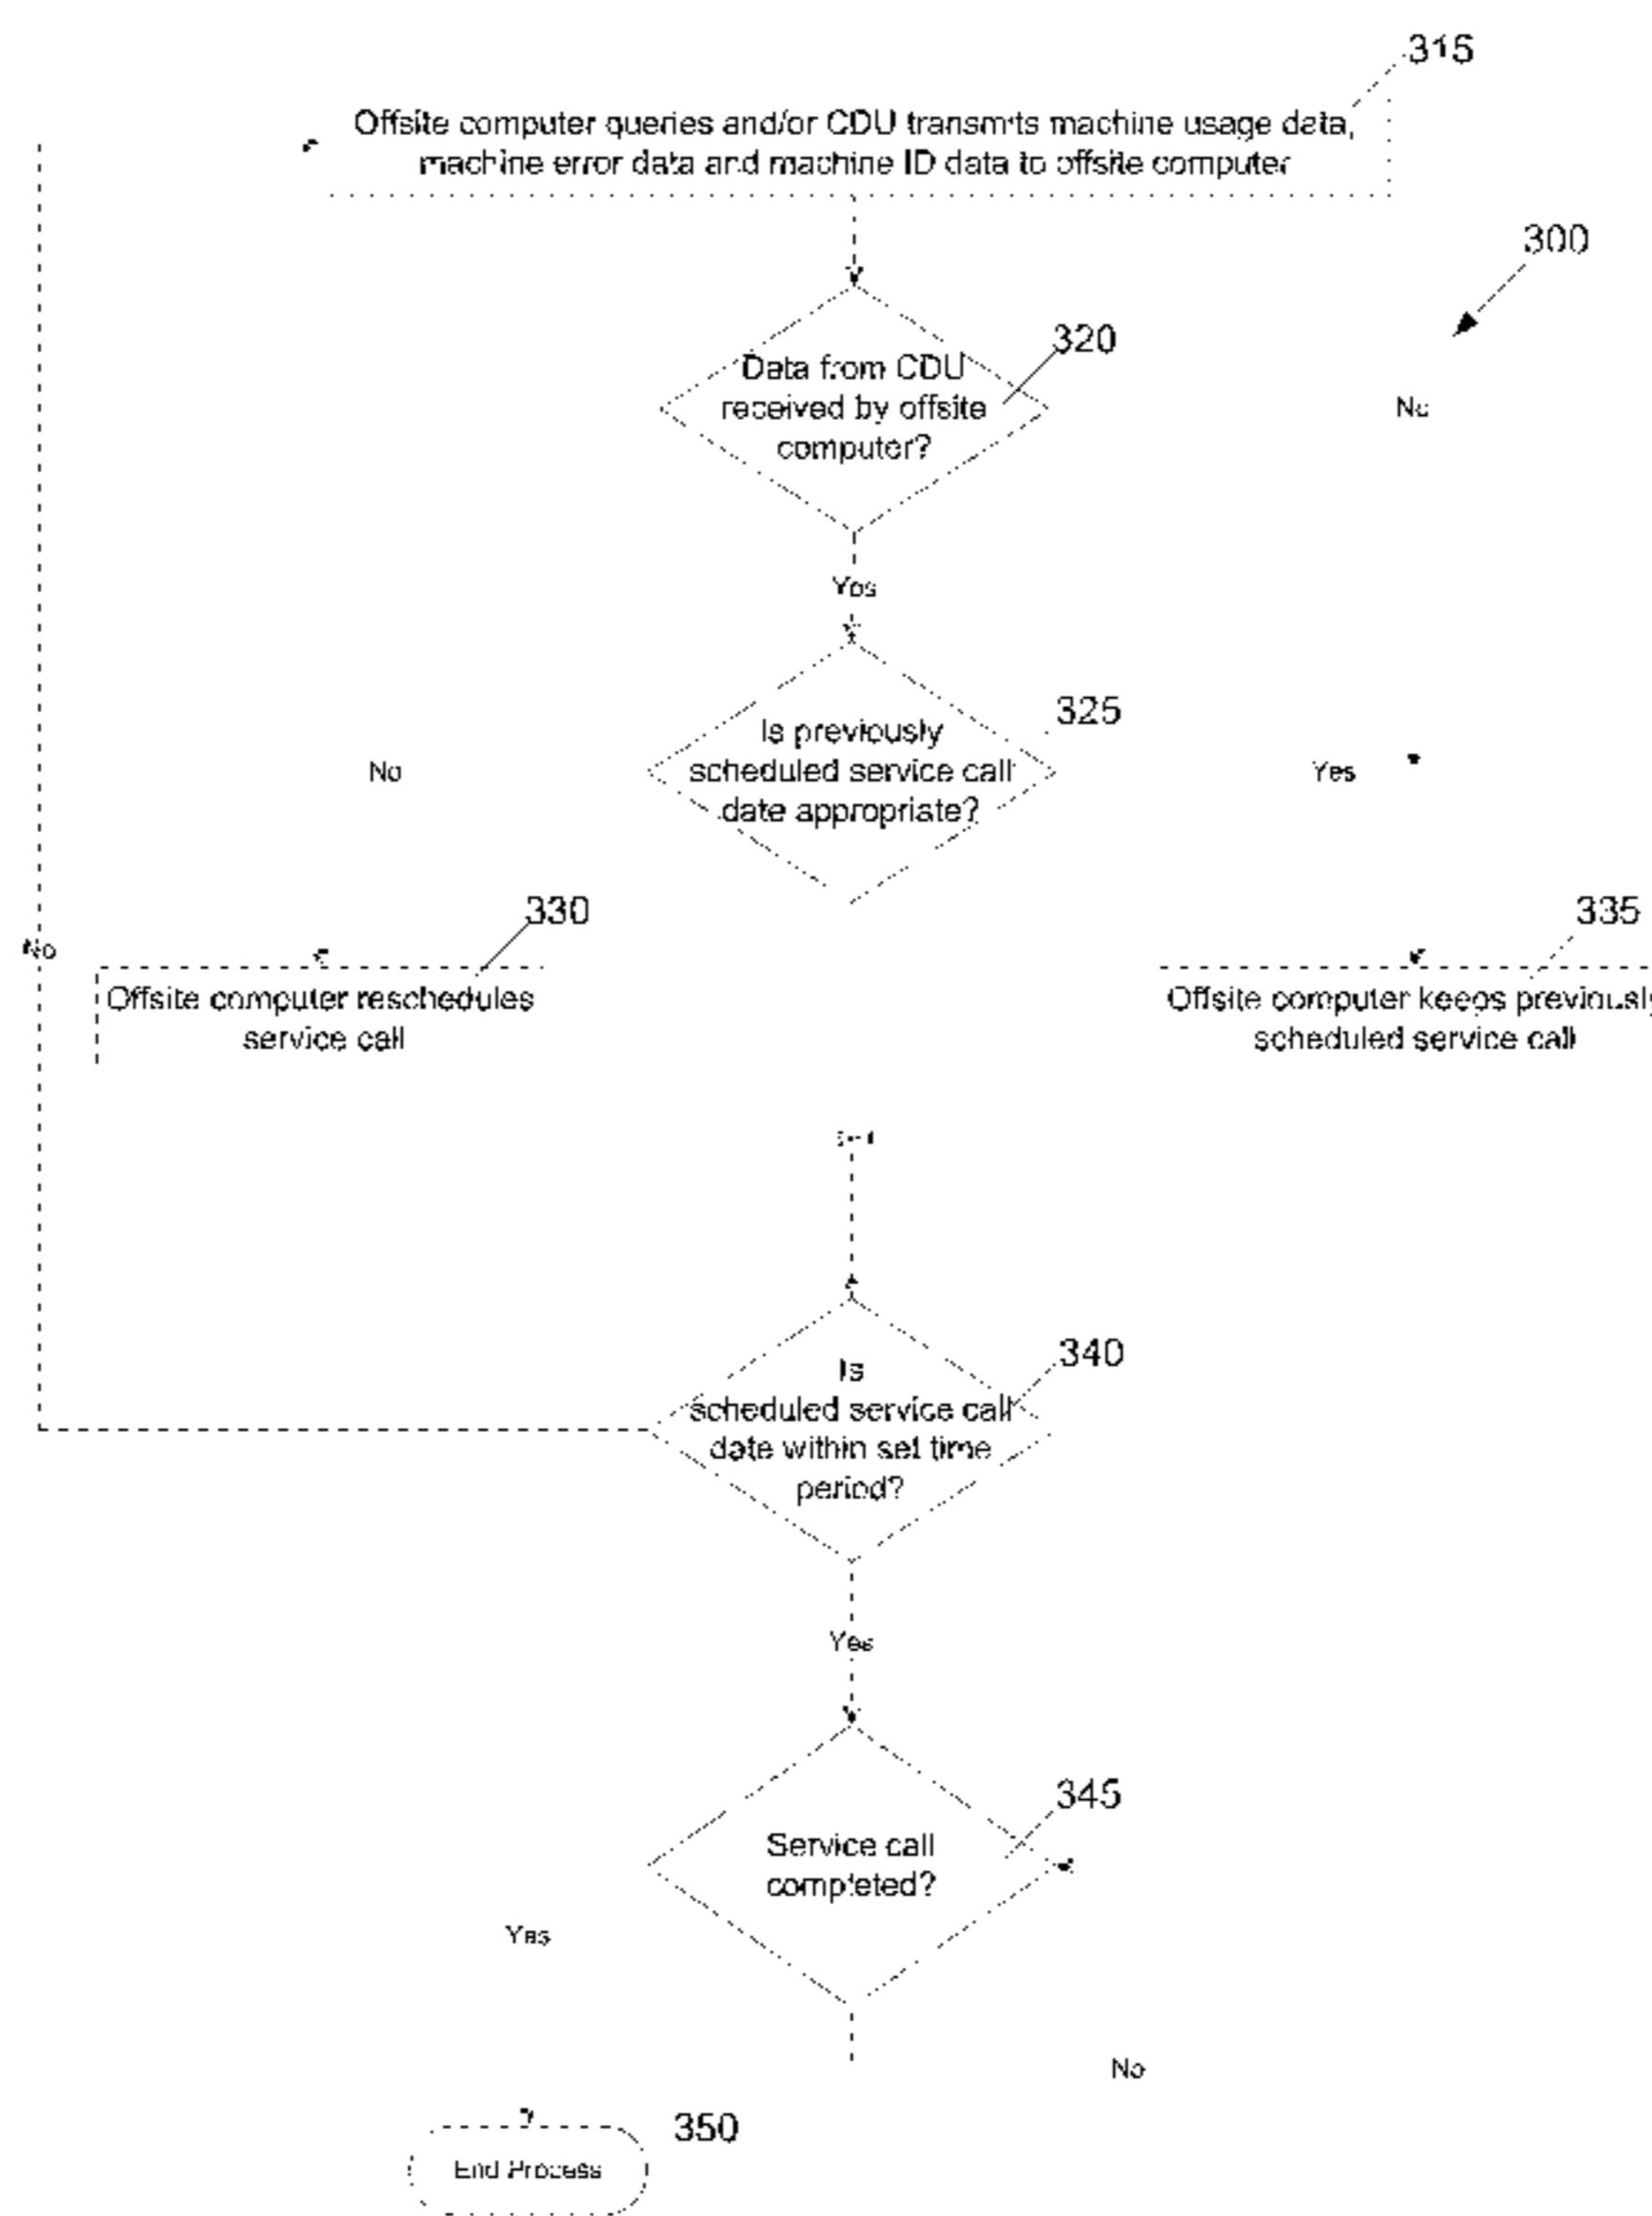 315
Offsite computer queries and/or CDU transmits machine usage data,
machine error data and machine ID data to offsite computer
300
320
Data from CDU
received by offsite
computer?
No
Yes
325
Is previously
scheduled service call
date appropriate?
No
Yes
330
335
No
Offsite computer reschedules
service call
Offsite computer keeps previously
scheduled service call
340
Is
scheduled service call
date within set time
period?
Yes
345
Service call
completed?
Yes
No
350
End Process